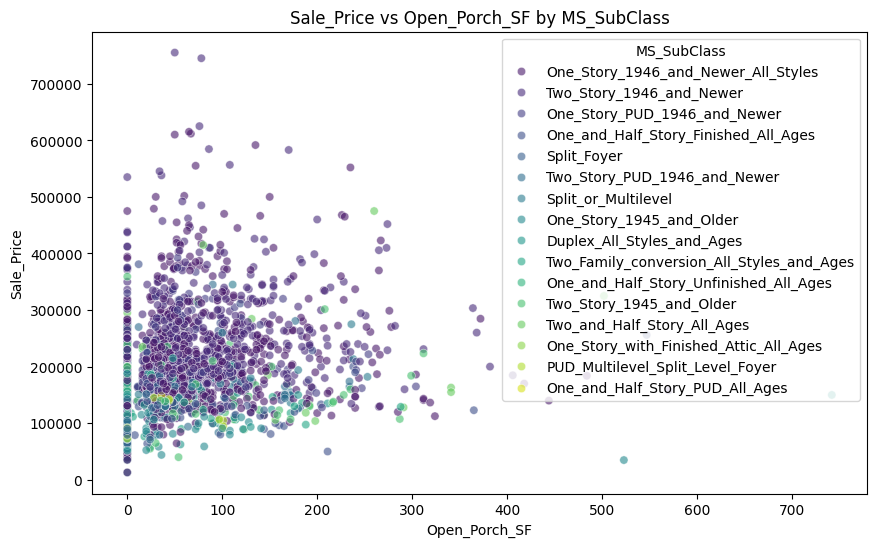 Sale_Price vs Open_Porch_SF by MS_SubClass
MS_SubClass
One_Story_1946_and_Newer_All_Styles
Two_Story_1946_and_Newer
One_Story_PUD_1946_and_Newer
One_and_Half_Story_Finished_All_Ages
Split_Foyer
Two_Story_PUD_1946_and_Newer
Split_or_Multilevel
One_Story_1945_and_Older
Duplex_All_Styles_and_Ages
Two_Family_conversion_All_Styles_and_Ages
One_and_Half_Story_Unfinished_All_Ages
Two_Story_1945_and_Older
Two_and_Half_Story_All_Ages
One_Story_with_Finished_Attic_All_Ages
PUD_Multilevel_Split_Level_Foyer
One_and_Half_Story_PUD_All_Ages
Sale_Price
700000
600000
500000
400000
300000
200000
100000
0
0 100 200 300 400 500 600 700
Open_Porch_SF